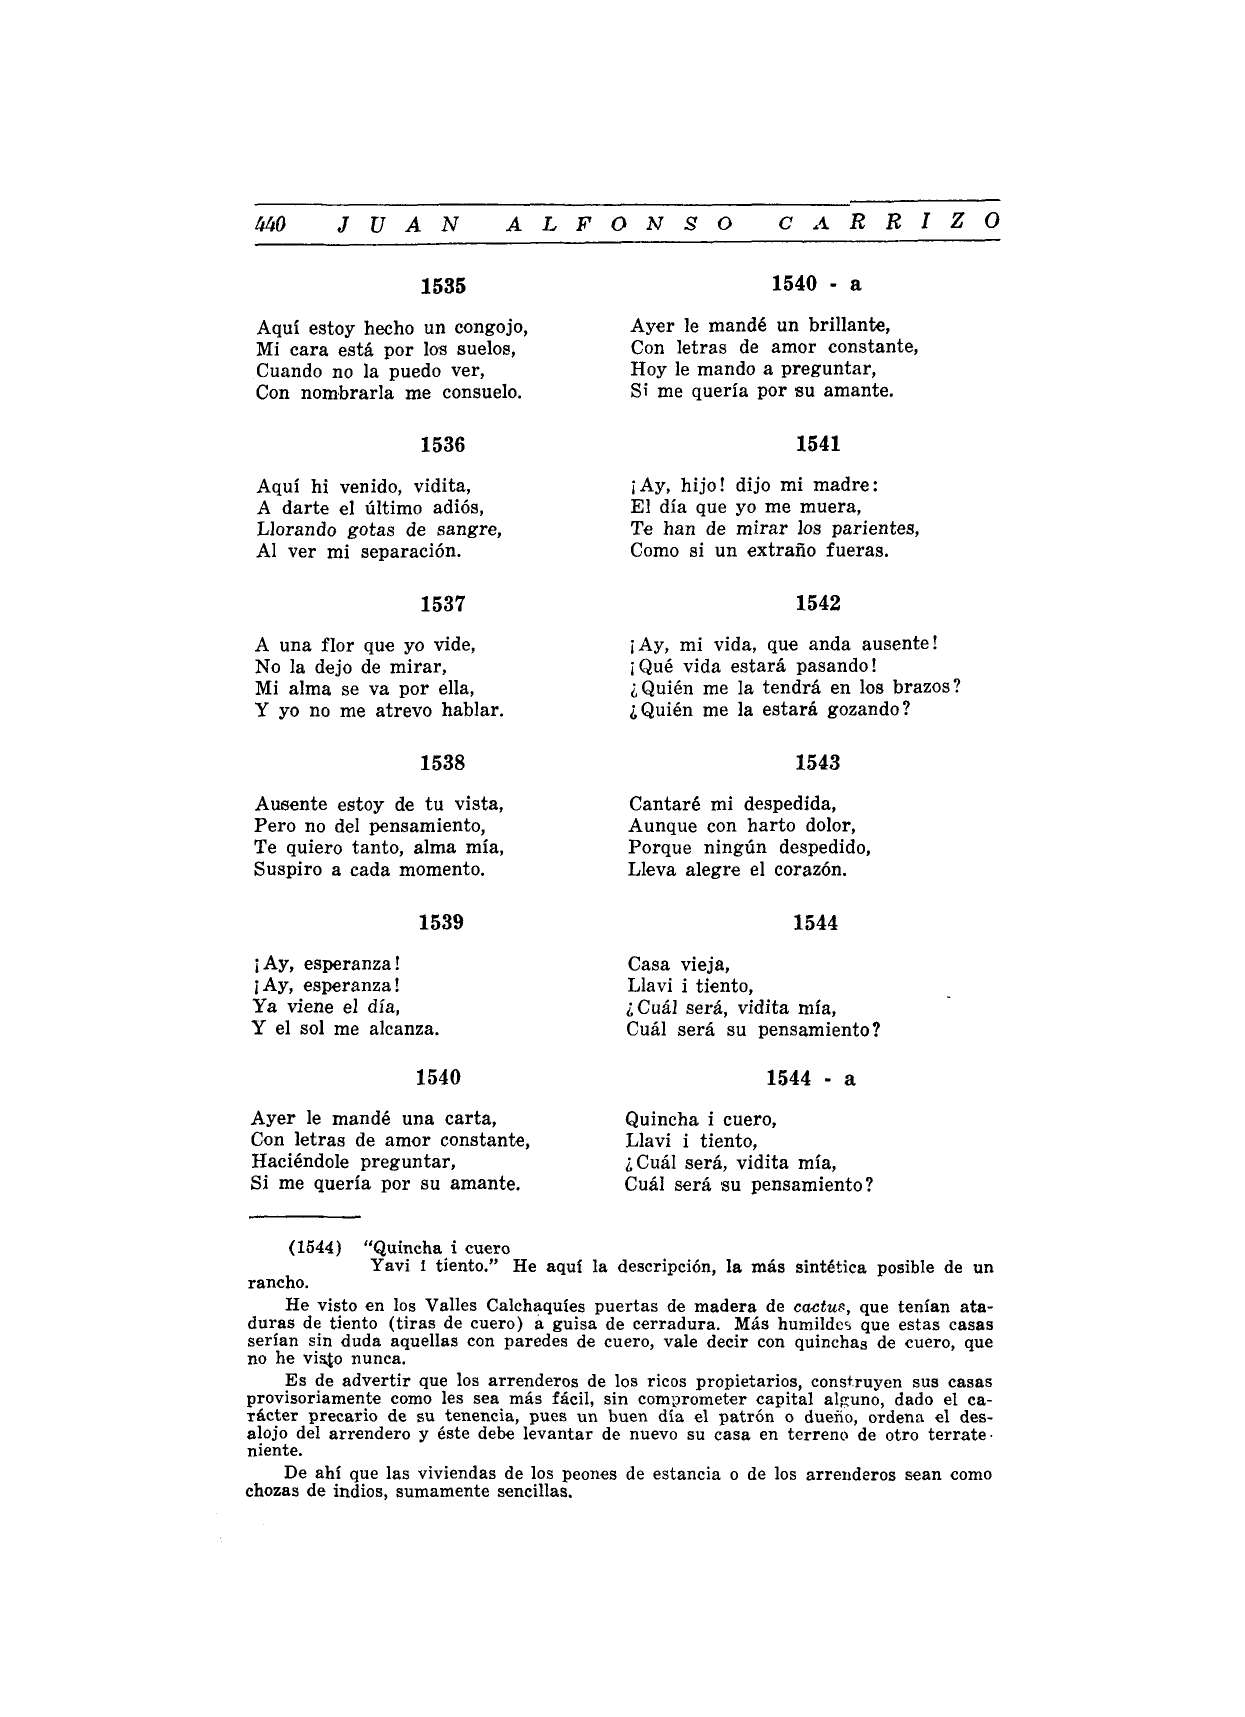 440 JUAN ALFONSO CARRIZO
1535
Aquí estoy hecho un congojo,
Mi cara está por los suelos,
Cuando no la puedo ver,
Con nombrarla me consuelo.
1536
Aquí hi venido, vidita,
A darte el último adiós,
Llorando gotas de sangre,
Al ver mi separación.
1537
A una flor que yo vide,
No la dejo de mirar,
Mi alma se va por ella,
Y yo no me atrevo hablar.
1538
Ausente estoy de tu vista,
Pero no del pensamiento,
Te quiero tanto, alma mía,
Suspiro a cada momento.
1539
¡Ay, esperanza!
¡Ay, esperanza!
Ya viene el día,
Y el sol me alcanza.
1540
Ayer le mandé una carta,
Con letras de amor constante,
Haciéndole preguntar,
Si me quería por su amante.
1540 - a
Ayer le mandé un brillante,
Con letras de amor constante,
Hoy le mando a preguntar,
Si me quería por su amante.
1541
¡Ay, hijo! dijo mi madre:
El día que yo me muera,
Te han de mirar los parientes,
Como si un extraño fueras.
1542
¡Ay, mi vida, que anda ausente!
¡Qué vida estará pasando!
¿Quién me la tendrá en los brazos?
¿Quién me la estará gozando?
1543
Cantaré mi despedida,
Aunque con harto dolor,
Porque ningún despedido,
Lleva alegre el corazón.
1544
Casa vieja,
Llavi i tiento,
¿Cuál será, vidita mía,
Cuál será su pensamiento?
1544 - a
Quincha i cuero,
Llavi i tiento,
¿Cuál será, vidita mía,
Cuál será su pensamiento?
(1544) "Quincha i cuero
Yavi i tiento." He aquí la descripción, la más sintética posible de un
rancho.
He visto en los Valles Calchaquíes puertas de madera de cactus, que tenían ata-
duras de tiento (tiras de cuero) a guisa de cerradura. Más humildes que estas casas
serían sin duda aquellas con paredes de cuero, vale decir con quinchas de cuero, que
no he visto nunca.
Es de advertir que los arrenderos de los ricos propietarios, construyen sus casas
provisoriamente como les sea más fácil, sin comprometer capital alguno, dado el ca-
rácter precario de su tenencia, pues un buen día el patrón o dueño, ordena el des-
alojo del arrendero y éste debe levantar de nuevo su casa en terreno de otro terrate-
niente.
De ahí que las viviendas de los peones de estancia o de los arrenderos sean como
chozas de indios, sumamente sencillas.